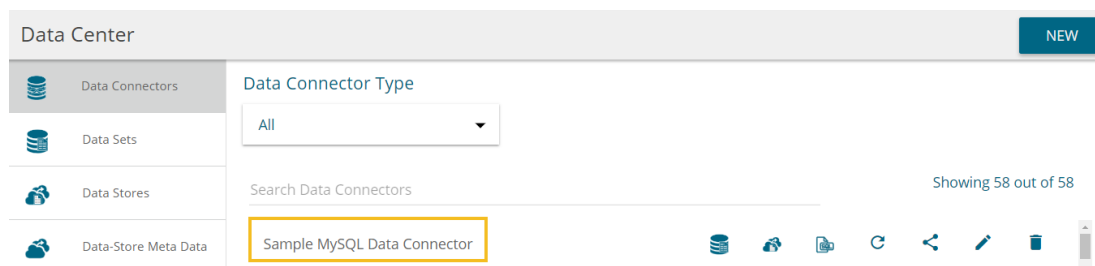 Data Center
NEW
Data Connectors
Data Sets
Data Stores
Data-Store Meta Data
Data Connector Type
All
Search Data Connectors
Showing 58 out of 58
Sample MySQL Data Connector